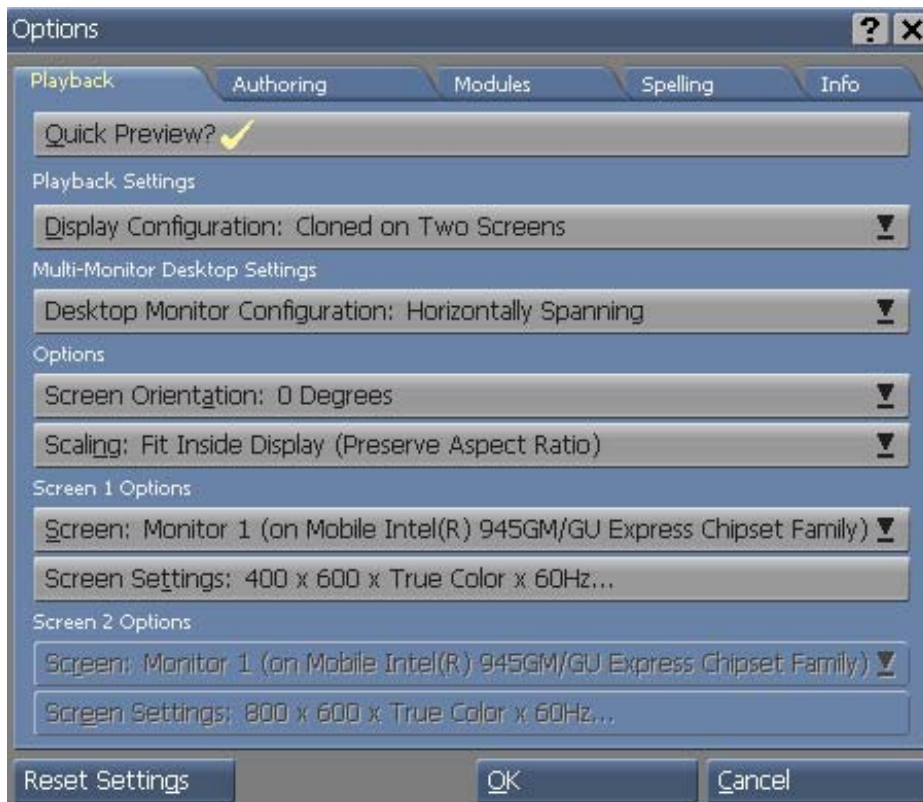 Options
Playback
Authoring
Modules
Spelling
Info
Quick Preview?
Playback Settings
Display Configuration: Cloned on Two Screens
Multi-Monitor Desktop Settings
Desktop Monitor Configuration: Horizontally Spanning
Options
Screen Orientation: 0 Degrees
Scaling: Fit Inside Display (Preserve Aspect Ratio)
Screen 1 Options
Screen: Monitor 1 (on Mobile Intel(R) 945GM/GU Express Chipset Family)
Screen Settings: 400 x 600 x True Color x 60Hz...
Screen 2 Options
Screen: Monitor 1 (on Mobile Intel(R) 945GM/GU Express Chipset Family)
Screen Settings: 800 x 600 x True Color x 60Hz...
Reset Settings
OK
Cancel